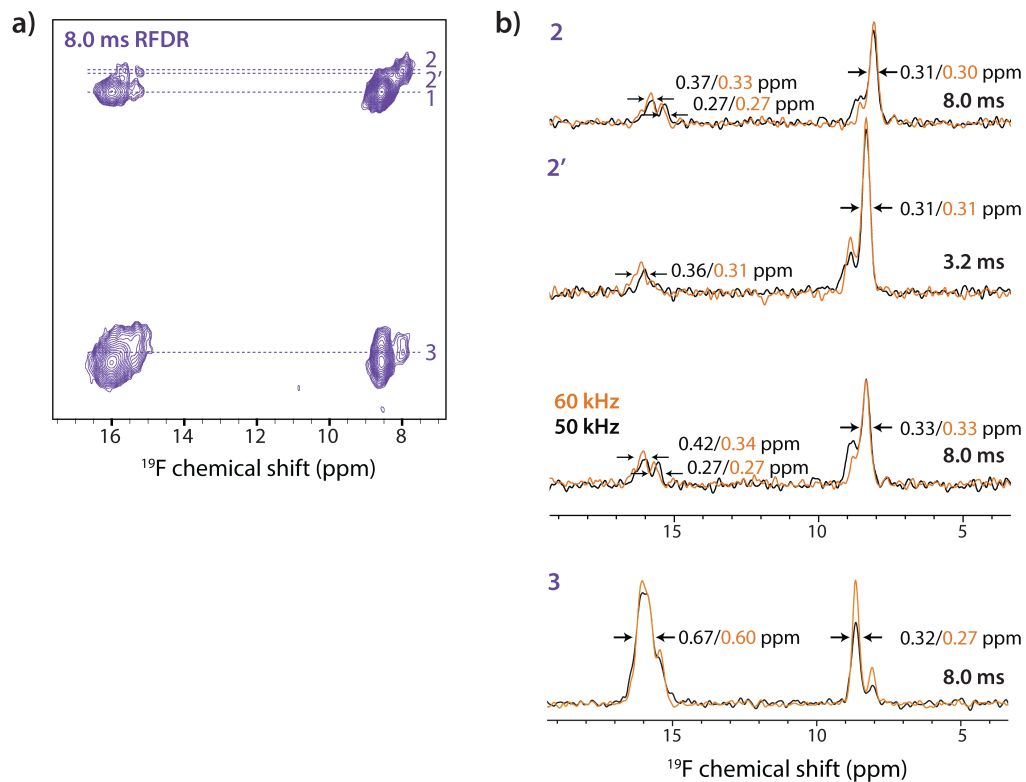 a)
8.0 ms RFDR
2
2′
1
3
16
14
12
10
8
¹⁹F chemical shift (ppm)
b)
2
0.37/0.33 ppm
0.27/0.27 ppm
0.31/0.30 ppm
8.0 ms
2′
0.31/0.31 ppm
0.36/0.31 ppm
3.2 ms
60 kHz
50 kHz
0.42/0.34 ppm
0.27/0.27 ppm
0.33/0.33 ppm
8.0 ms
15
10
5
3
0.67/0.60 ppm
0.32/0.27 ppm
8.0 ms
15
10
5
¹⁹F chemical shift (ppm)